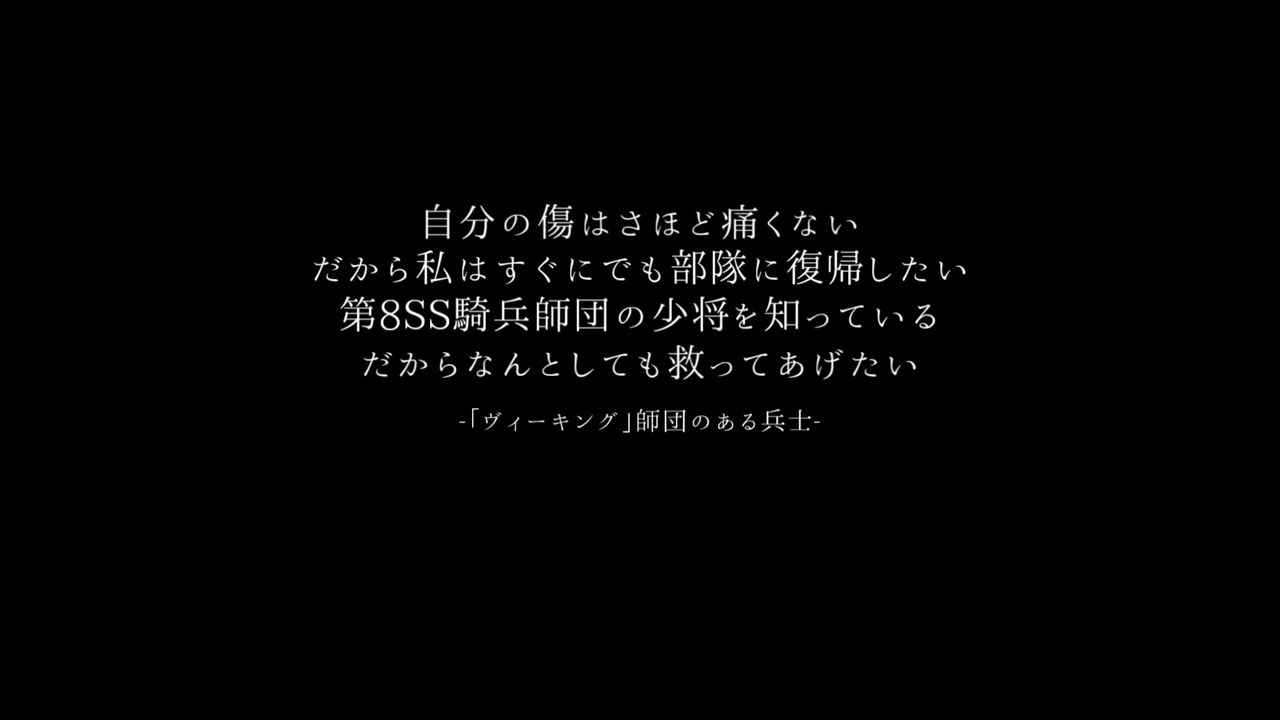 自分の傷はさほど痛くない
だから私はすぐにでも部隊に復帰したい
第8SS騎兵師団の少将を知っている
だからなんとしても救ってあげたい
-「ヴィーキング」師団のある兵士-